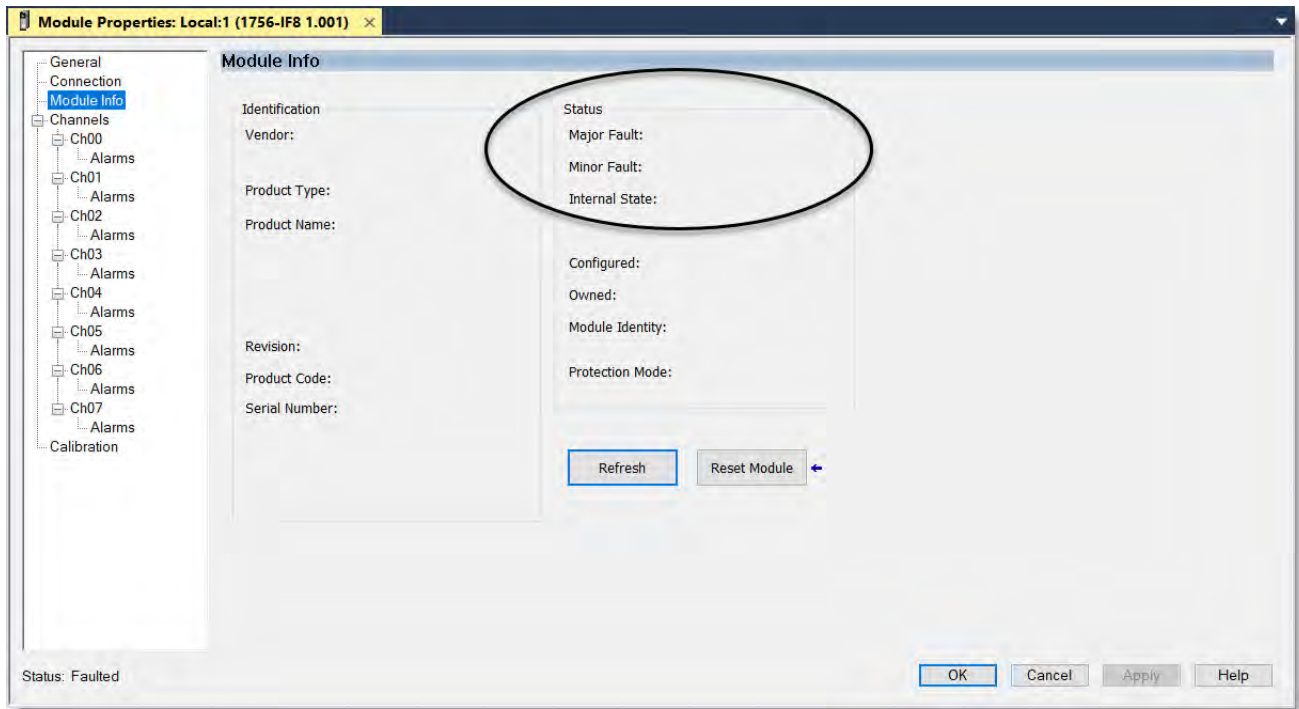 Module Properties: Local:1 (1756-IF8 1.001) ×
General
Connection
Module Info
Channels
Ch00
Alarms
Ch01
Alarms
Ch02
Alarms
Ch03
Alarms
Ch04
Alarms
Ch05
Alarms
Ch06
Alarms
Ch07
Alarms
Calibration
Module Info
Identification
Vendor:
Product Type:
Product Name:
Revision:
Product Code:
Serial Number:
Status
Major Fault:
Minor Fault:
Internal State:
Configured:
Owned:
Module Identity:
Protection Mode:
Refresh
Reset Module
Status: Faulted
OK
Cancel
Apply
Help